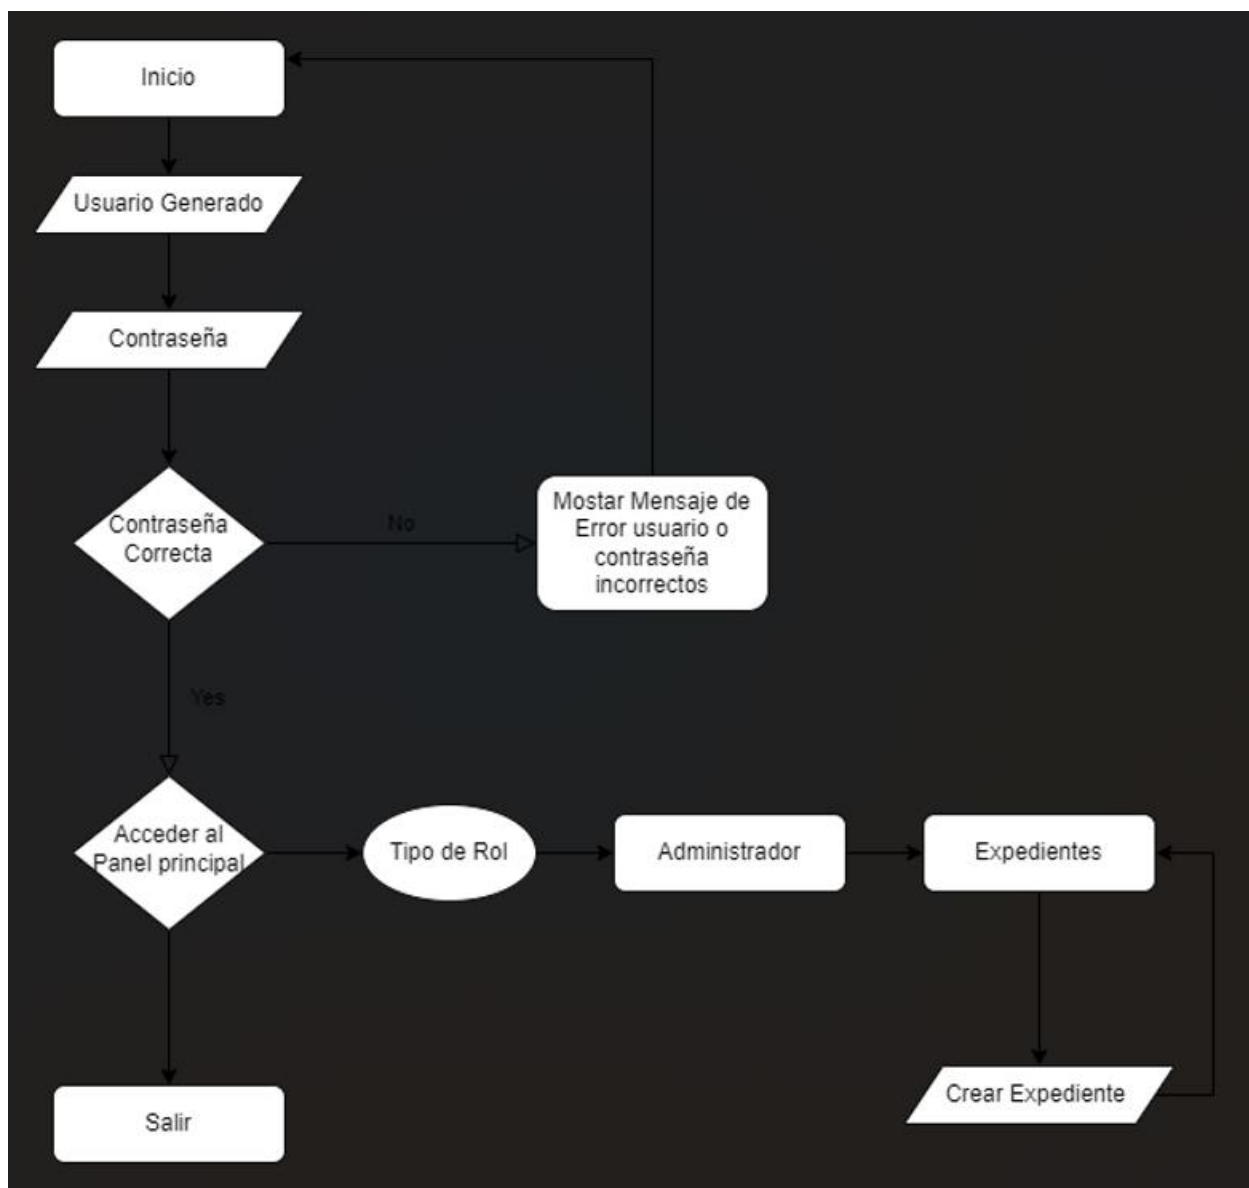 Inicio
Usuario Generado
Contraseña
Contraseña
Correcta
No
Mostar Mensaje de
Error usuario o
contraseña
incorrectos
Yes
Acceder al
Panel principal
Tipo de Rol
Administrador
Expedientes
Crear Expediente
Salir